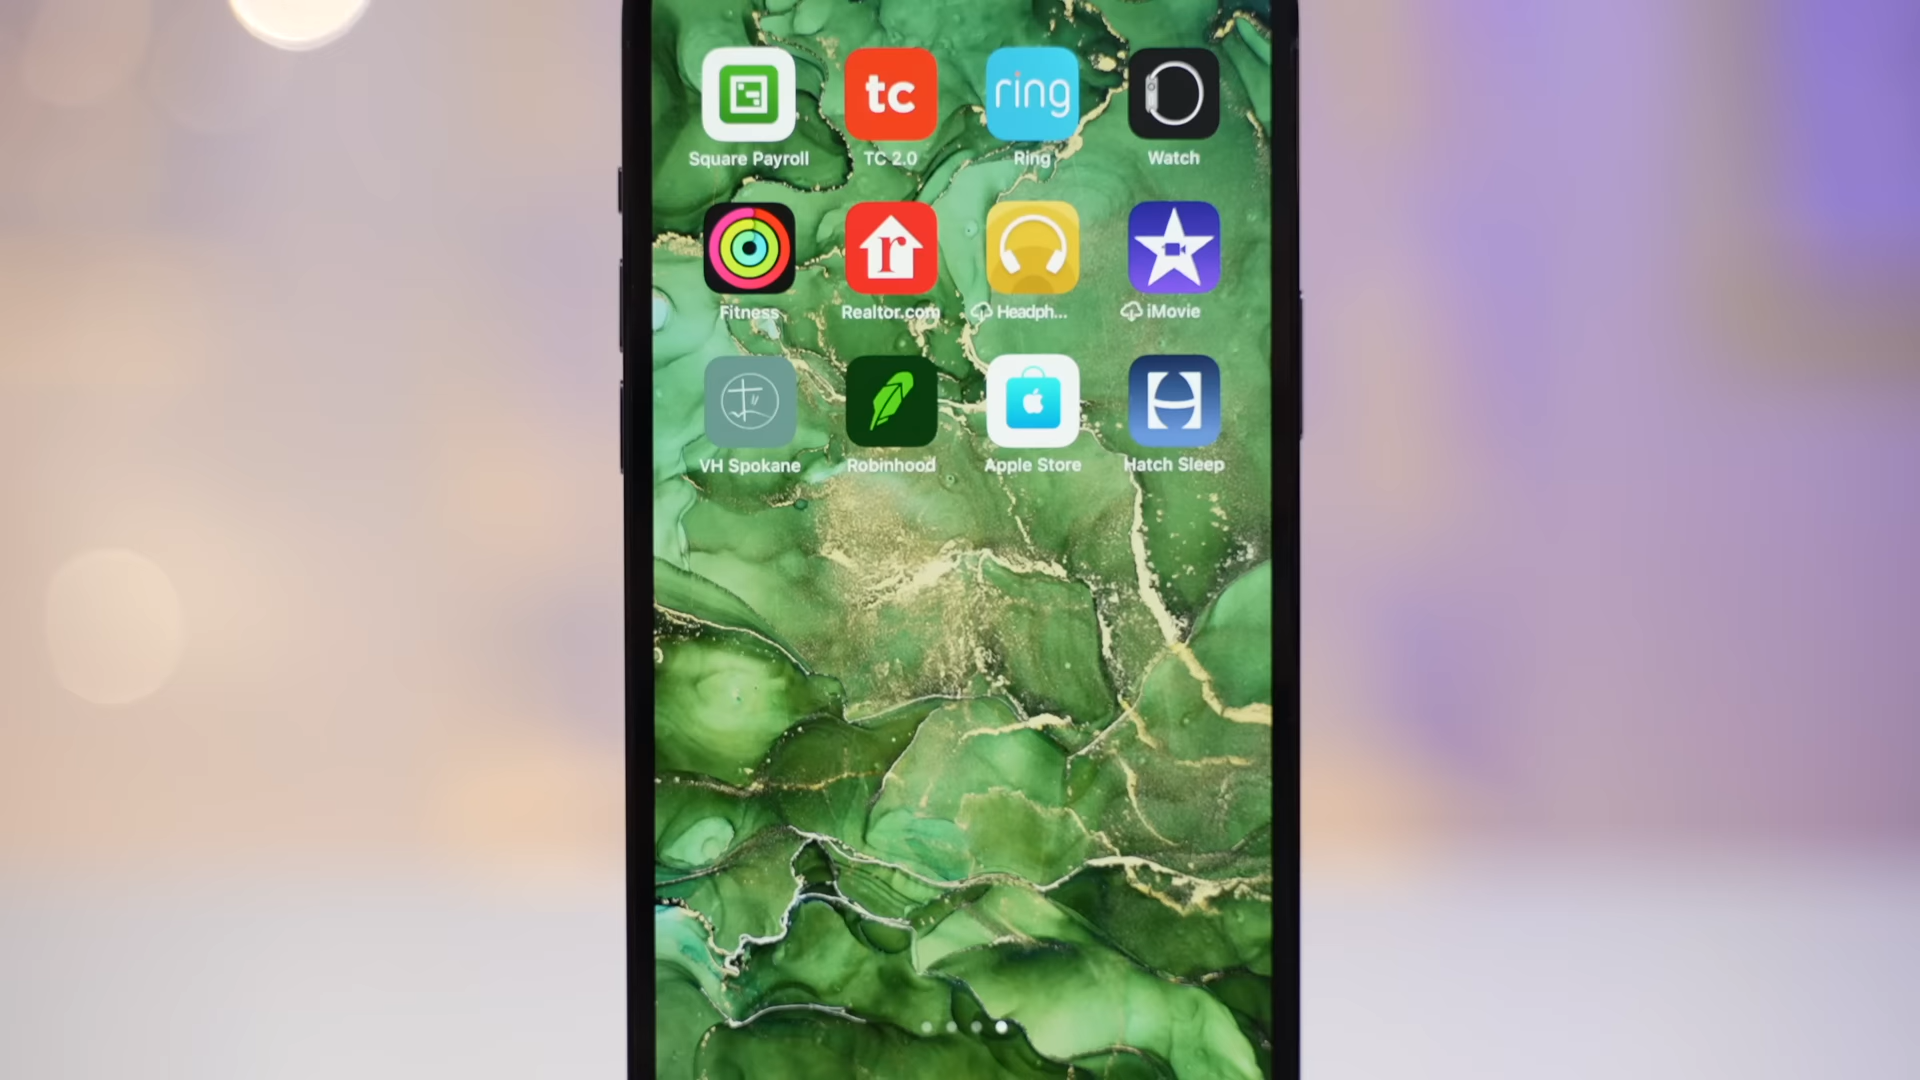 tc
ring
Square Payroll
TC 2.0
Ring
Watch
r
Fitness
Realtor.com
Headph...
iMovie
VH Spokane
Robinhood
Apple Store
Hatch Sleep